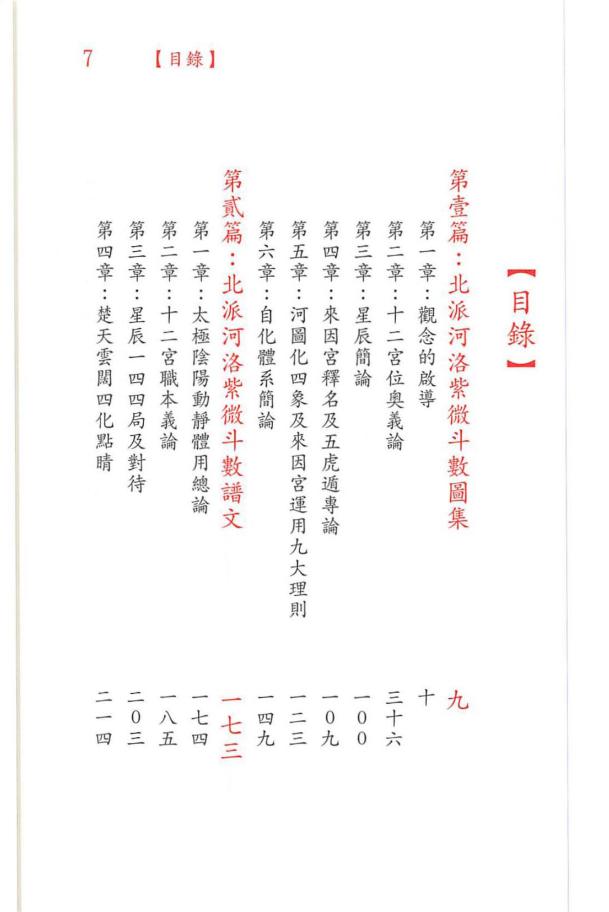 7
【目錄】
【目錄】
第壹篇：北派河洛紫微斗數圖集 九
第一章：觀念的啟導 十
第二章：十二宮位奧義論 三十六
第三章：星辰簡論 一00
第四章：來因宮釋名及五虎遁專論 一0九
第五章：河圖化四象及來因宮運用九大理則 一二三
第六章：自化體系簡論 一四九
第貳篇：北派河洛紫微斗數譜文 一七三
第一章：太極陰陽動靜體用總論 一七四
第二章：十二宮職本義論 一八五
第三章：星辰一四四局及對待 二0三
第四章：楚天雲闊四化點睛 二一四